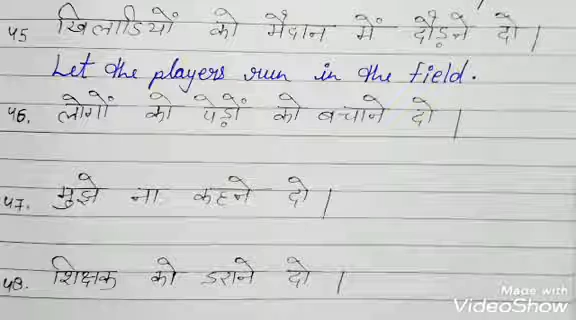 45 खिलाडियों को मैदान में दौड़ने दो |
Let the players run in the field.
46. लोगों को पेड़ों को बचाने दो |
47. मुझे ना कहने दो |
48. शिक्षक को डराने दो |
Made with
VideoShow